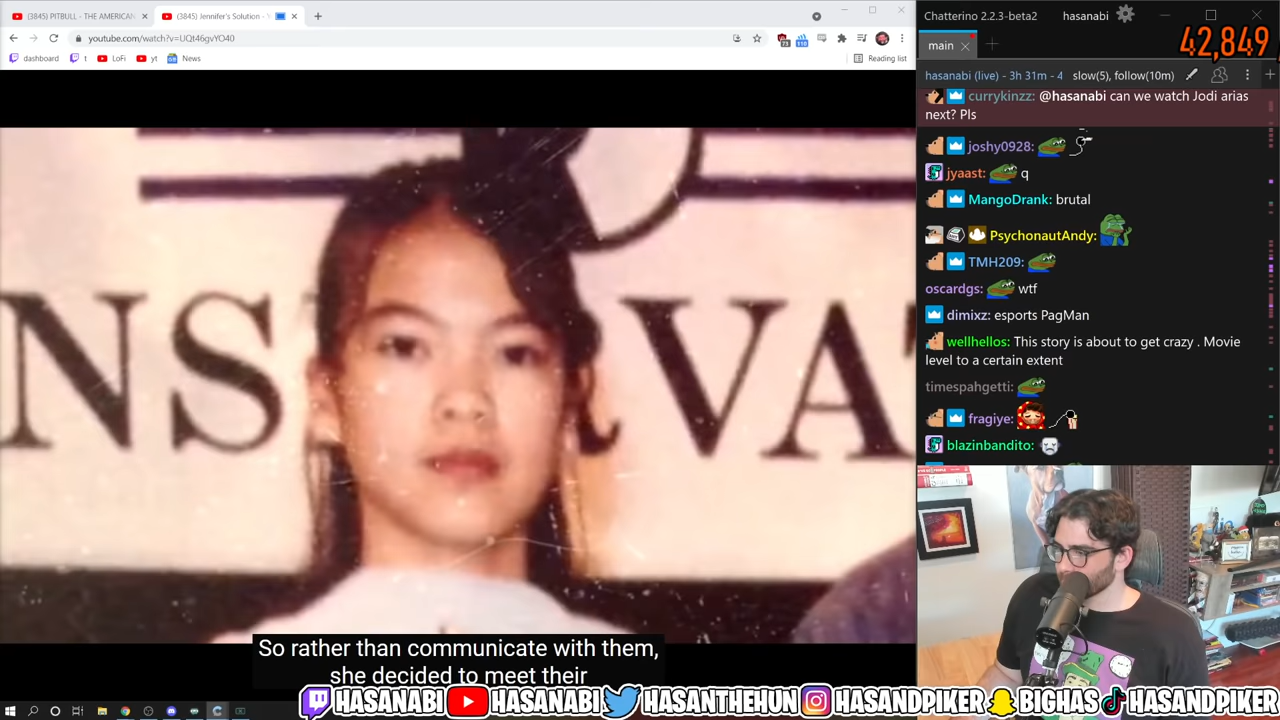 (3845) PITBULL - THE AMERICAN
(3845) Jennifer's Solution -
youtube.com/watch?v=UQt46gvYO40
dashboard
t
LoFi
yt
News
Reading list
NS
VA
So rather than communicate with them,
she decided to meet their
Chatterino 2.2.3-beta2
hasanabi
42,849
main
hasanabi (live) - 3h 31m - 4
slow(5), follow(10m)
currykinzz: @hasanabi can we watch Jodi arias
next? Pls
joshy0928:
jyaast: q
MangoDrank: brutal
PsychonautAndy:
TMH209:
oscardgs: wtf
dimixz: esports PagMan
wellhellos: This story is about to get crazy . Movie
level to a certain extent
timespahgetti:
fragiye:
blazinbandito:
HASANABI HASANABI HASANTHEHUN HASANDPIKER BIGHAS HASANDPIKER